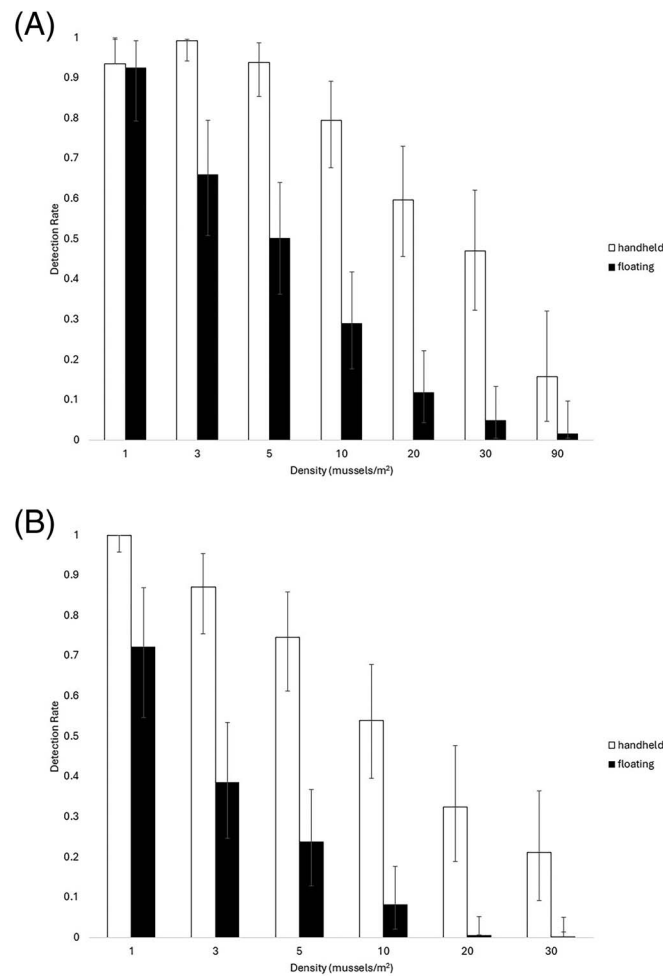 (A)
1
0.9
0.8
0.7
0.6
0.5
0.4
0.3
0.2
0.1
0
Detection Rate
1 3 5 10 20 30 90
Density (mussels/m²)
handheld
floating
(B)
1
0.9
0.8
0.7
0.6
0.5
0.4
0.3
0.2
0.1
0
Detection Rate
1 3 5 10 20 30
Density (mussels/m²)
handheld
floating